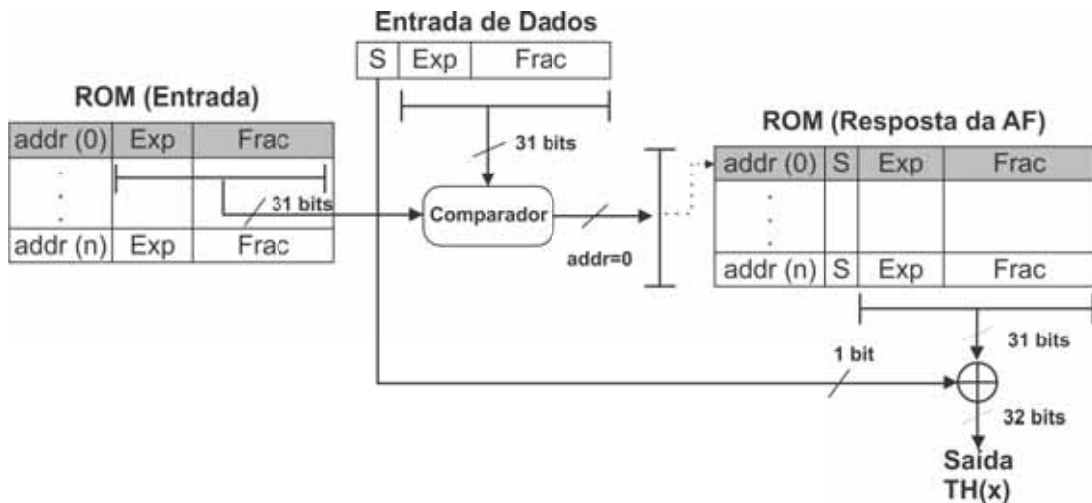 Entrada de Dados
S Exp Frac
ROM (Entrada)
addr (0) Exp Frac
31 bits
addr (n) Exp Frac
31 bits
Comparador
addr=0
ROM (Resposta da AF)
addr (0) S Exp Frac
addr (n) S Exp Frac
31 bits
1 bit
32 bits
Saída
TH(x)